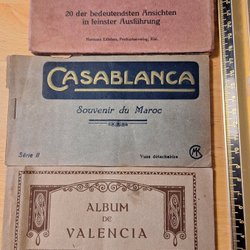 20 der bedeutendsten Ansichten
in feinster Ausführung
CASABLANCA
Souvenir du Maroc
Série II
Vues détachables
ALBUM
DE
VALENCIA